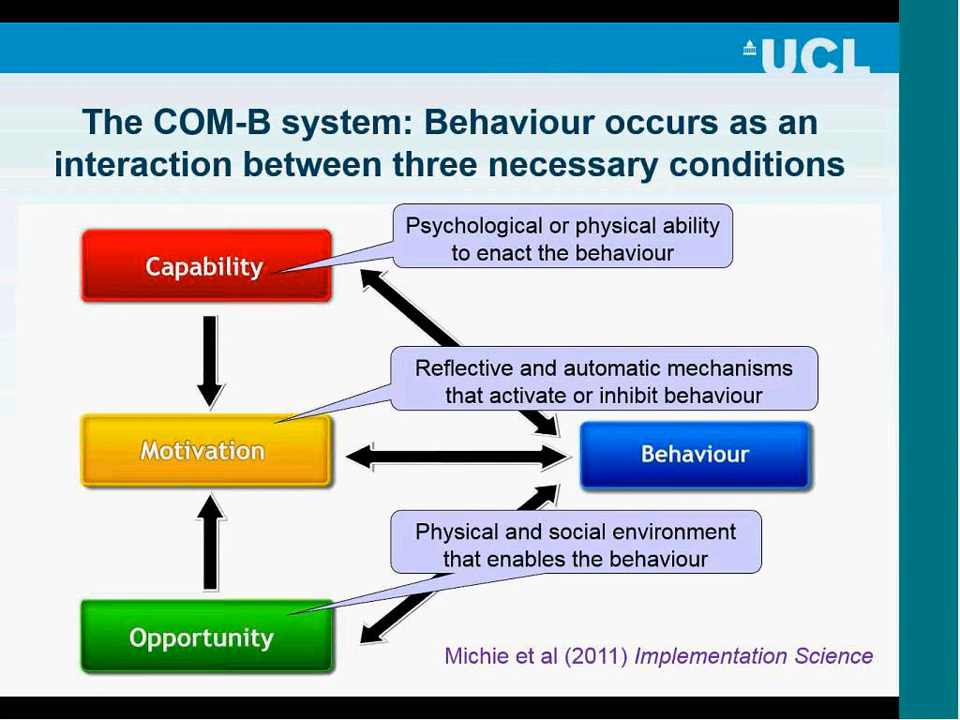 UCL
The COM-B system: Behaviour occurs as an
interaction between three necessary conditions
Psychological or physical ability
to enact the behaviour
Capability
Reflective and automatic mechanisms
that activate or inhibit behaviour
Motivation
Behaviour
Physical and social environment
that enables the behaviour
Opportunity
Michie et al (2011) Implementation Science